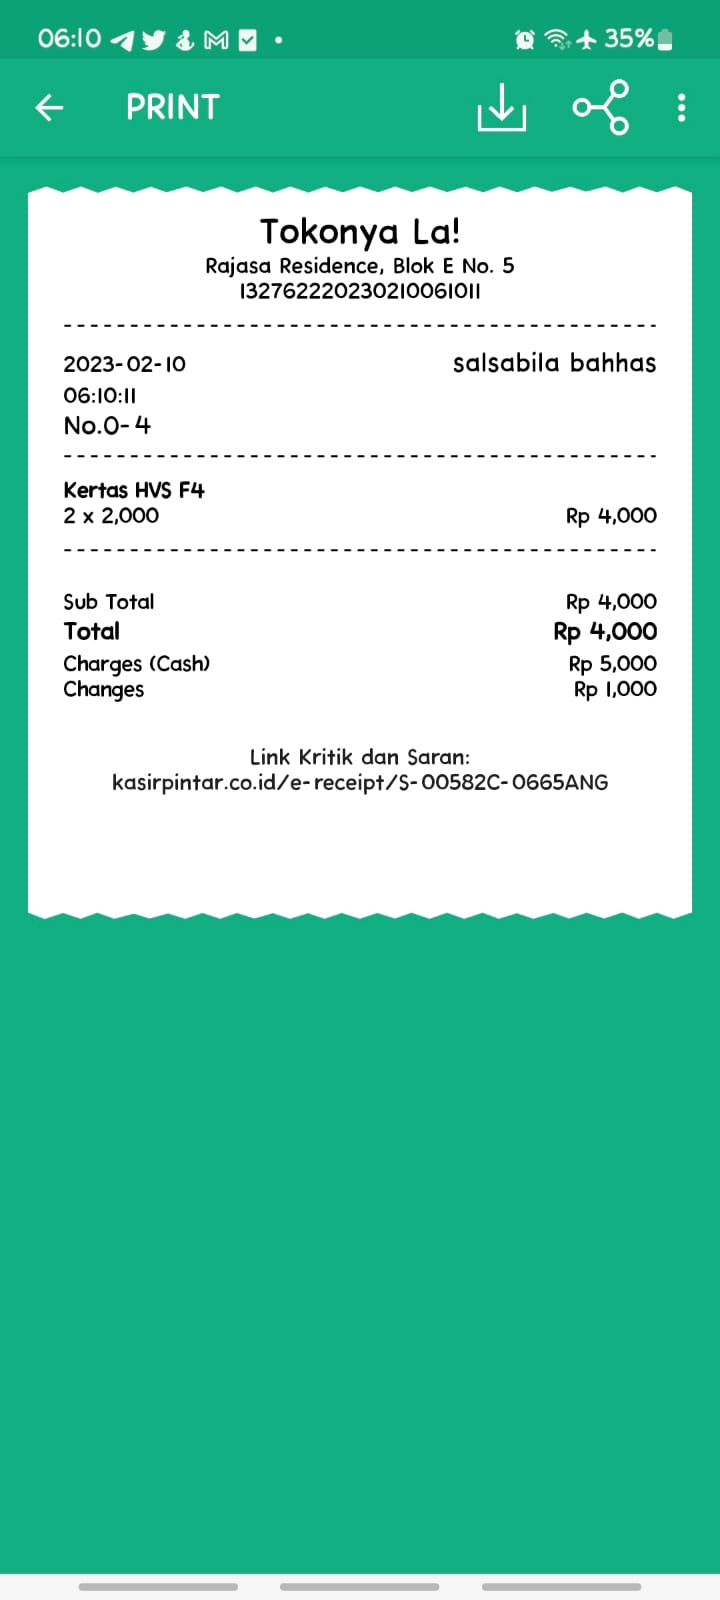 06:10 35%
PRINT
Tokonya La!
Rajasa Residence, Blok E No. 5
1327622202302100061011
2023-02-10 salsabila bahhas
06:10:11
No.0-4
Kertas HVS F4
2 x 2,000 Rp 4,000
Sub Total Rp 4,000
Total Rp 4,000
Charges (Cash) Rp 5,000
Changes Rp 1,000
Link Kritik dan Saran:
kasirpintar.co.id/e-receipt/S-00582C-0665ANG